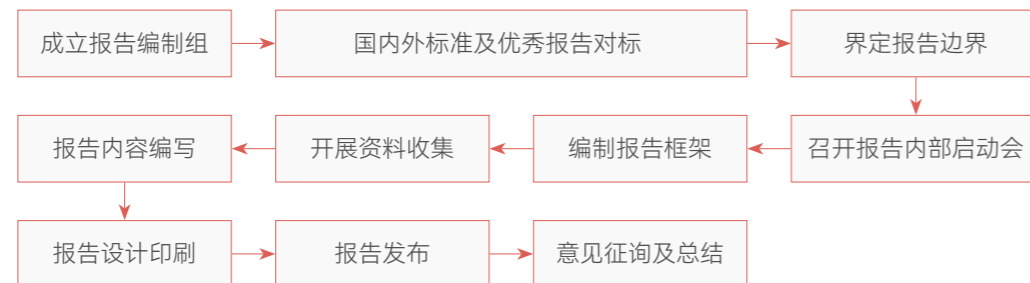 成立报告编制组
国内外标准及优秀报告对标
界定报告边界
报告内容编写
开展资料收集
编制报告框架
召开报告内部启动会
报告设计印刷
报告发布
意见征询及总结